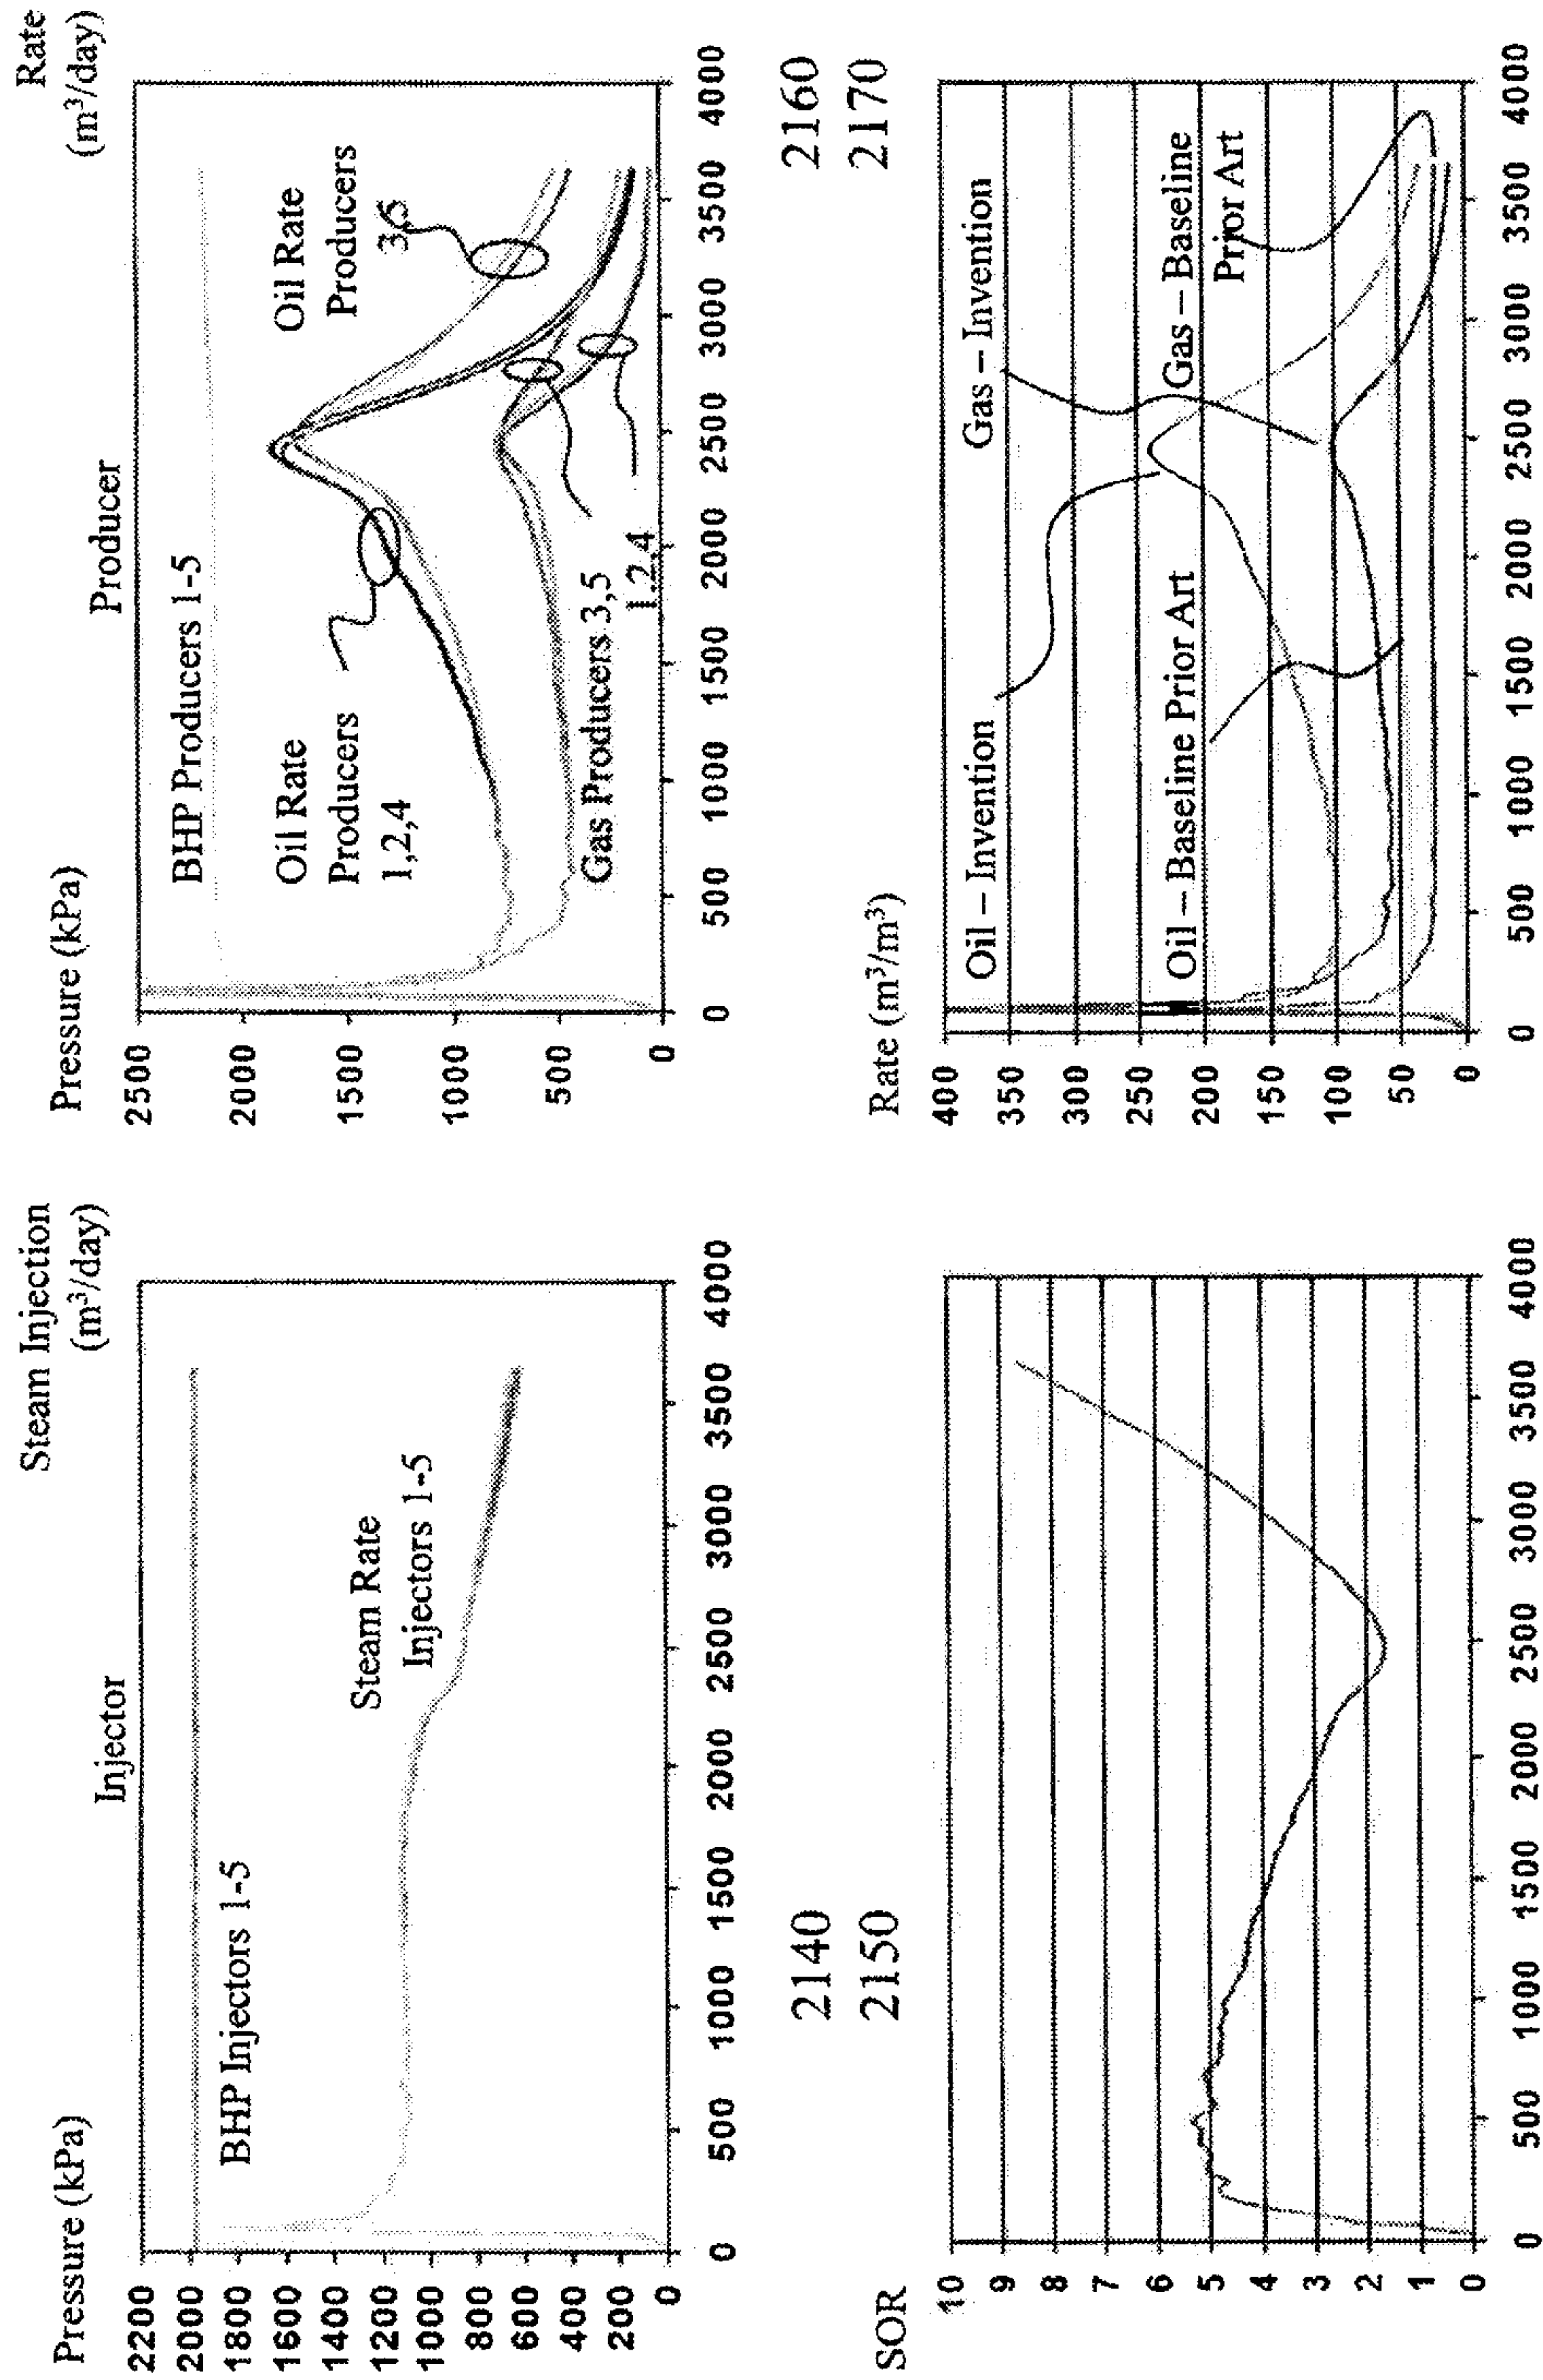 Injector
Pressure (kPa)
Steam Injection
(m³/day)
2200
2000
1800
1600
1400
1200
1000
800
600
400
200
0
BHP Injectors 1-5
Steam Rate
Injectors 1-5
0 500 1000 1500 2000 2500 3000 3500 4000
2140
2150
SOR
10
9
8
7
6
5
4
3
2
1
0
0 500 1000 1500 2000 2500 3000 3500 4000
Producer
Pressure (kPa)
Rate
(m³/day)
2500
2000
1500
1000
500
0
BHP Producers 1-5
Oil Rate
Producers
1,2,4
Oil Rate
Producers
3,5
Gas Producers 3,5
1,2,4
0 500 1000 1500 2000 2500 3000 3500 4000
2160
2170
Rate (m³/m³)
400
350
300
250
200
150
100
50
0
Oil – Invention
Gas – Invention
Oil – Baseline Prior Art
Gas – Baseline
Prior Art
0 500 1000 1500 2000 2500 3000 3500 4000